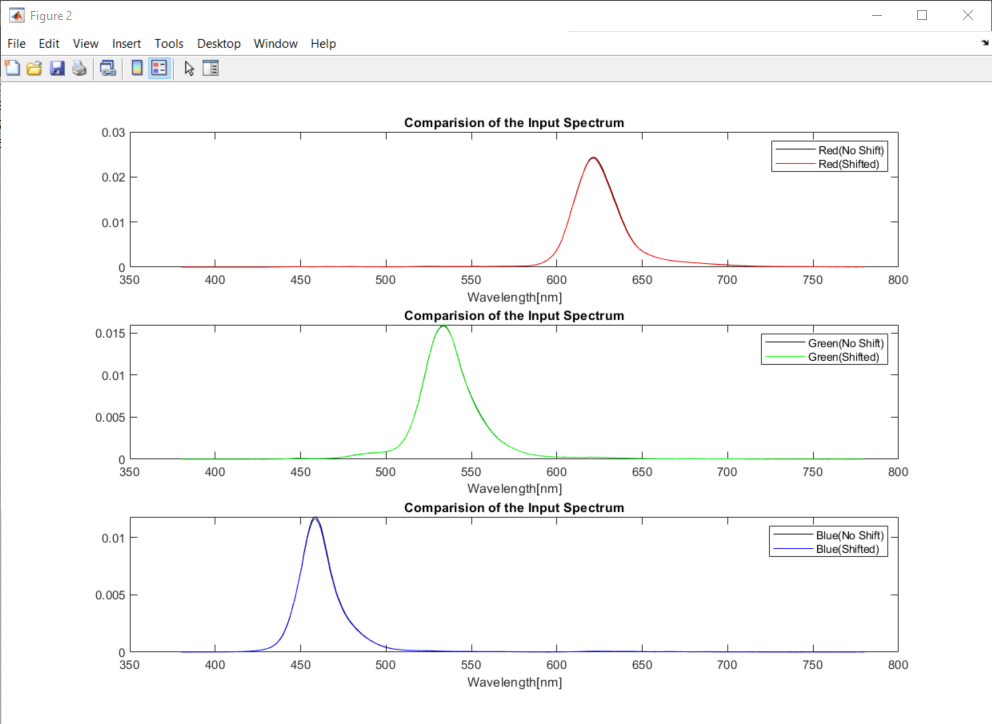 Figure 2
File Edit View Insert Tools Desktop Window Help
Comparision of the Input Spectrum
0.03
0.02
0.01
0
Red(No Shift)
Red(Shifted)
350 400 450 500 550 600 650 700 750 800
Wavelength[nm]
Comparision of the Input Spectrum
0.015
0.01
0.005
0
Green(No Shift)
Green(Shifted)
350 400 450 500 550 600 650 700 750 800
Wavelength[nm]
Comparision of the Input Spectrum
0.01
0.005
0
Blue(No Shift)
Blue(Shifted)
350 400 450 500 550 600 650 700 750 800
Wavelength[nm]